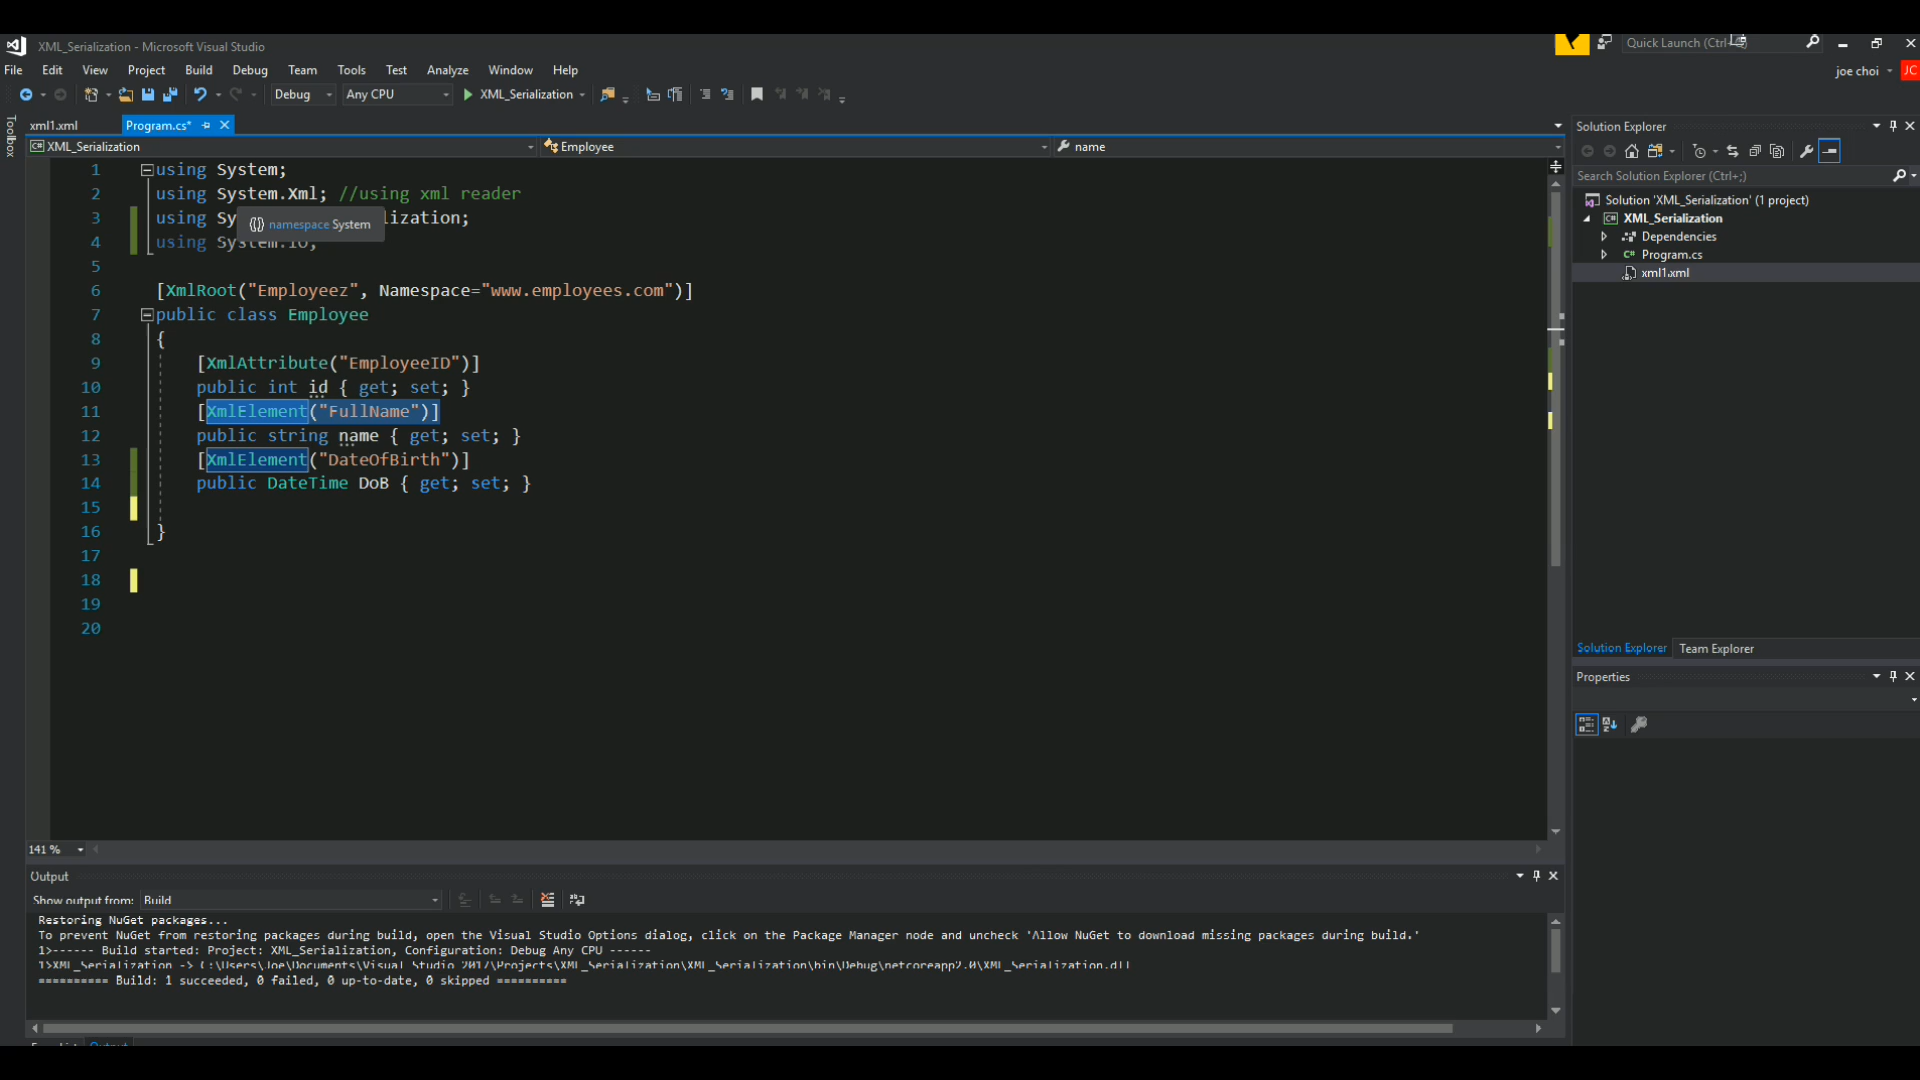 XML_Serialization - Microsoft Visual Studio
Quick Launch (Ctrl+
File Edit View Project Build Debug Team Tools Test Analyze Window Help
joe choi JC
Debug Any CPU XML_Serialization
Toolbox
xml1.xml Program.cs*
C# XML_Serialization Employee name
1 using System;
2 using System.Xml; //using xml reader
3 using Sy lization;
4 using System.IO;
namespace System
5
6 [XmlRoot("Employeez", Namespace="www.employees.com")]
7 public class Employee
8 {
9 [XmlAttribute("EmployeeID")]
10 public int id { get; set; }
11 [XmlElement("FullName")]
12 public string name { get; set; }
13 [XmlElement("DateOfBirth")]
14 public DateTime DoB { get; set; }
15
16 }
17
18
19
20
141 %
Solution Explorer
Search Solution Explorer (Ctrl+;)
Solution 'XML_Serialization' (1 project)
C# XML_Serialization
Dependencies
C# Program.cs
xml1.xml
Solution Explorer Team Explorer
Properties
Output
Show output from: Build
Restoring NuGet packages...
To prevent NuGet from restoring packages during build, open the Visual Studio Options dialog, click on the Package Manager node and uncheck 'Allow NuGet to download missing packages during build.'
1>------ Build started: Project: XML_Serialization, Configuration: Debug Any CPU ------
1>XML_Serialization -> C:\Users\Joe\Documents\Visual Studio 2017\Projects\XML_Serialization\XML_Serialization\bin\Debug\netcoreapp2.0\XML_Serialization.dll
========== Build: 1 succeeded, 0 failed, 0 up-to-date, 0 skipped ==========
Error List Output